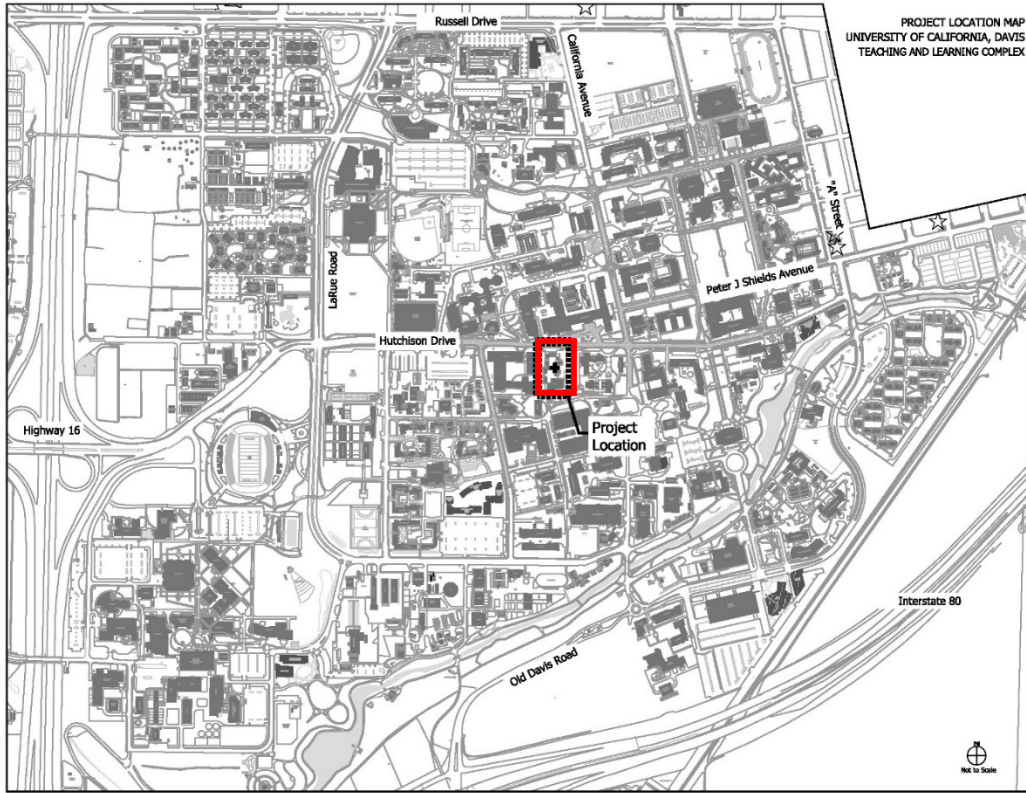 PROJECT LOCATION MAP
UNIVERSITY OF CALIFORNIA, DAVIS
TEACHING AND LEARNING COMPLEX
Russell Drive
California Avenue
"A" Street
LaRue Road
Peter J Shields Avenue
Hutchison Drive
Highway 16
Project
Location
Interstate 80
Old Davis Road
N
Not to Scale